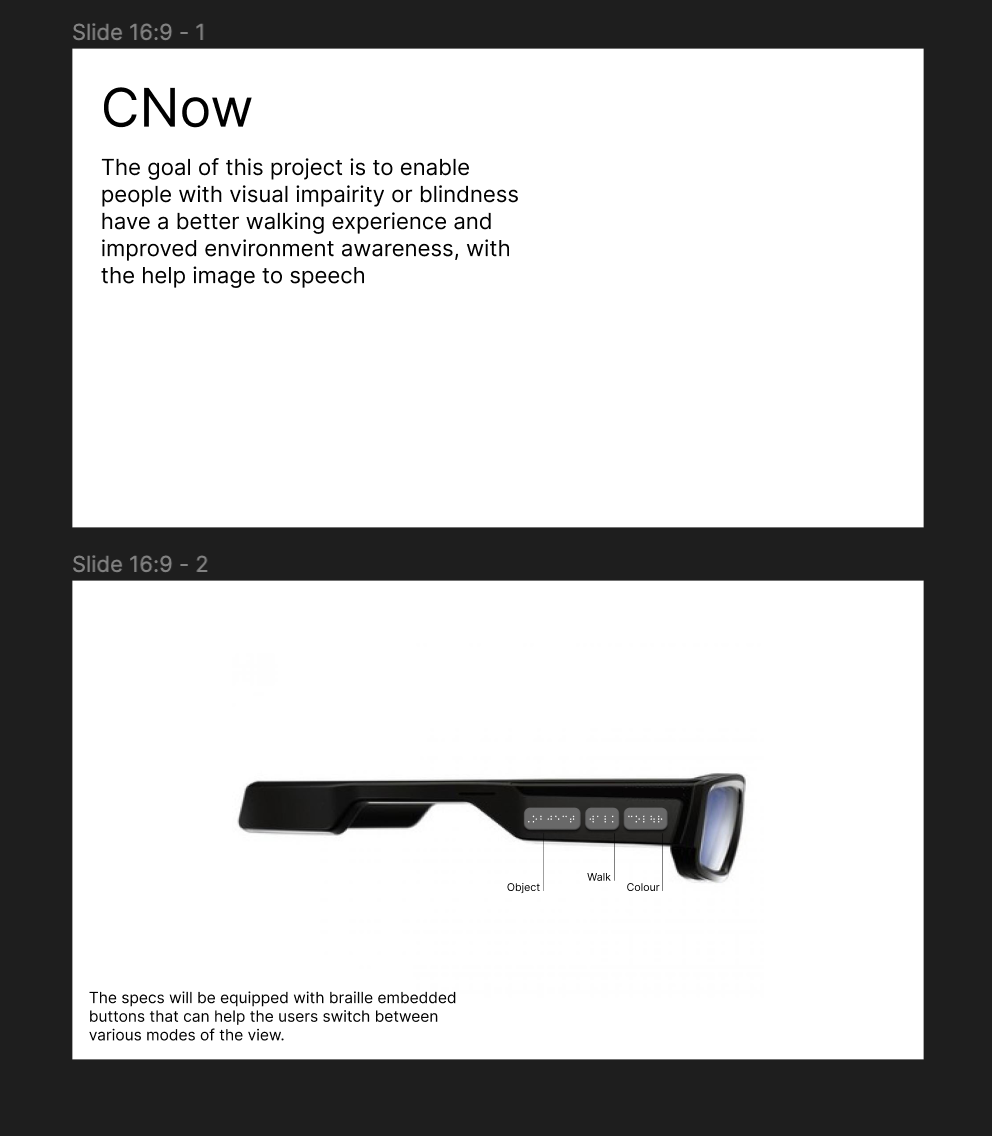 Slide 16:9 - 1
CNow
The goal of this project is to enable
people with visual impairity or blindness
have a better walking experience and
improved environment awareness, with
the help image to speech
Slide 16:9 - 2
Object
Walk
Colour
The specs will be equipped with braille embedded
buttons that can help the users switch between
various modes of the view.